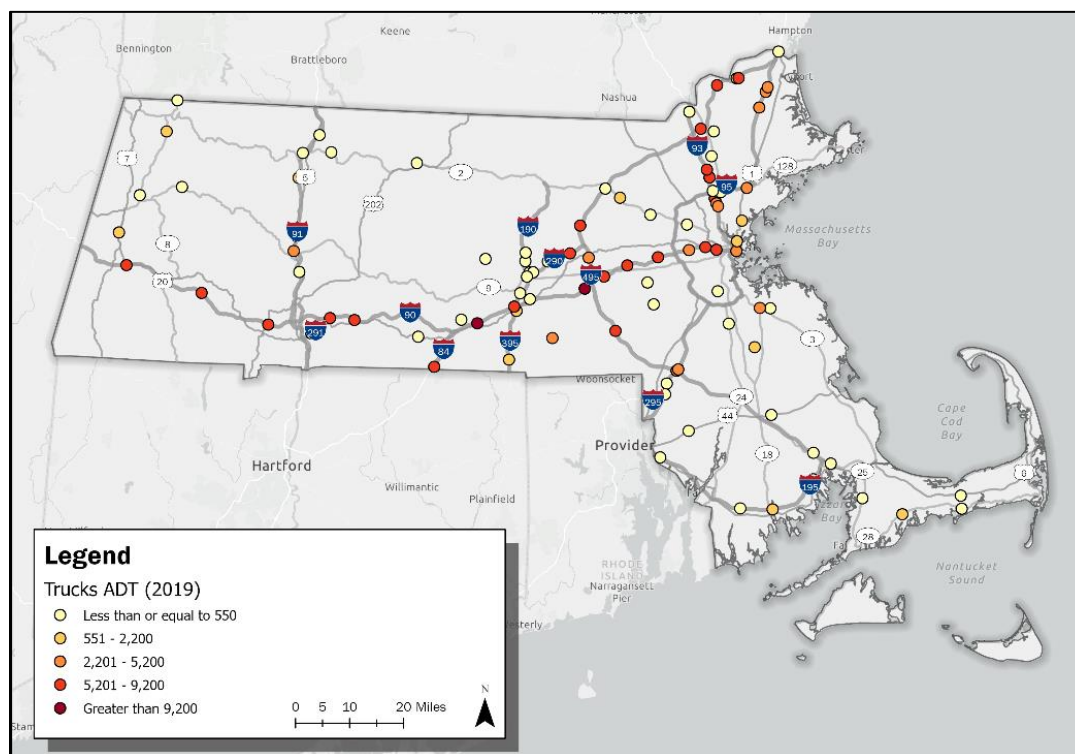 Hampton
Keene
Bennington
Brattleboro
Nashua
93
7
6
2
1
128
95
202
91
190
Massachusetts
Bay
8
290
495
9
20
90
291
84
395
3
Woonsocket
295
24
44
Cape
Cod
Bay
Provider
18
Hartford
25
6
195
Willimantic
Plainfield
Bay
28
Nantucket
Sound
RHODE
ISLAND
Narragansett
Pier
Legend
Trucks ADT (2019)
Less than or equal to 550
551 - 2,200
2,201 - 5,200
5,201 - 9,200
Greater than 9,200
N
0 5 10 20 Miles